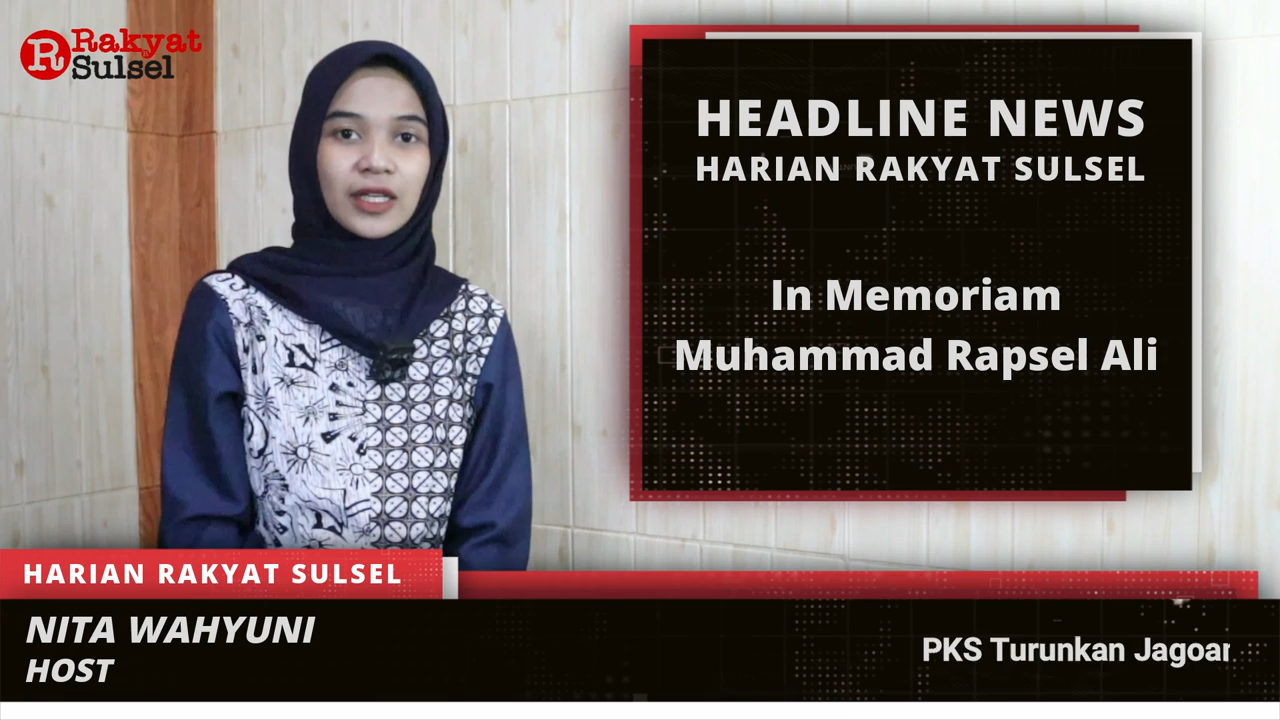 Rakyat
Sulsel
HEADLINE NEWS
HARIAN RAKYAT SULSEL
In Memoriam
Muhammad Rapsel Ali
HARIAN RAKYAT SULSEL
NITA WAHYUNI
HOST
PKS Turunkan Jagoan